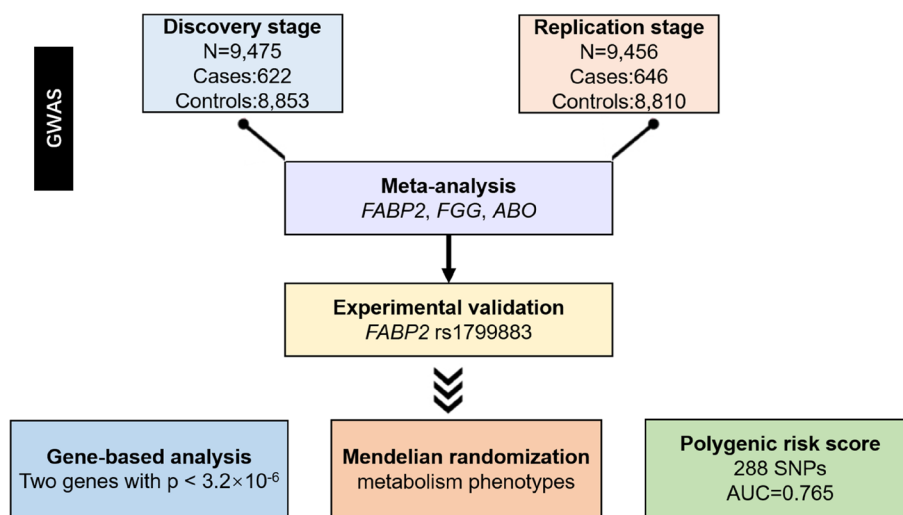 GWAS
Discovery stage
N=9,475
Cases:622
Controls:8,853
Replication stage
N=9,456
Cases:646
Controls:8,810
Meta-analysis
FABP2, FGG, ABO
Experimental validation
FABP2 rs1799883
Gene-based analysis
Two genes with p < 3.2×10⁻⁶
Mendelian randomization
metabolism phenotypes
Polygenic risk score
288 SNPs
AUC=0.765